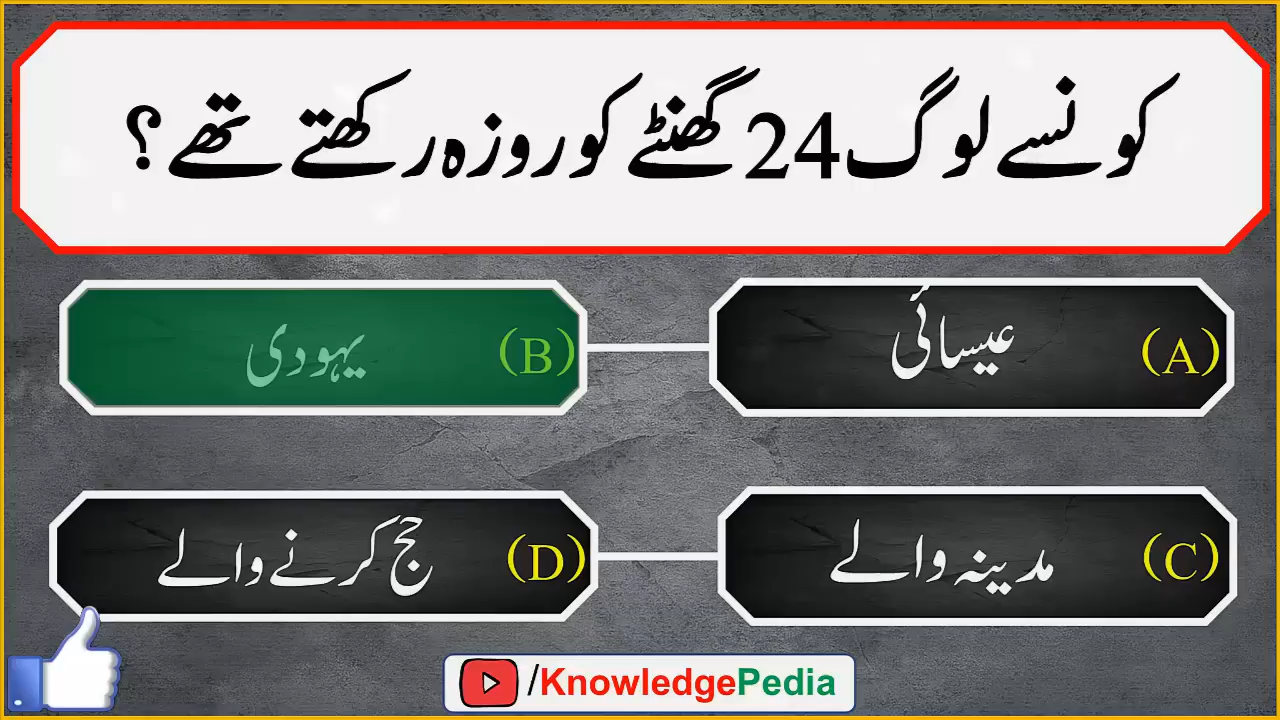 کونسے لوگ 24 گھنٹے کو روزہ رکھتے تھے؟
(A) عیسائی
(B) یہودی
(C) مدینہ والے
(D) حج کرنے والے
/KnowledgePedia